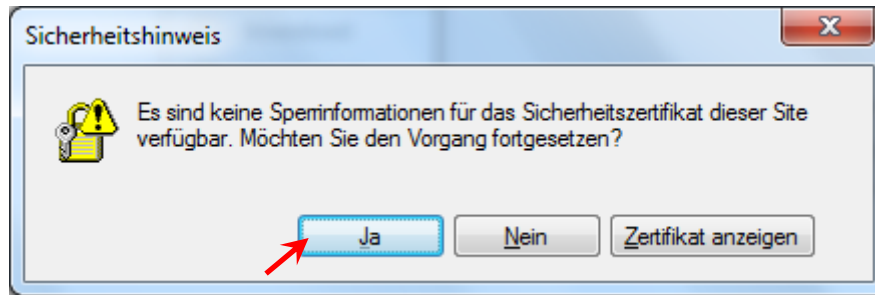 Sicherheitshinweis
Es sind keine Sperrinformationen für das Sicherheitszertifikat dieser Site
verfügbar. Möchten Sie den Vorgang fortgesetzen?
Ja Nein Zertifikat anzeigen